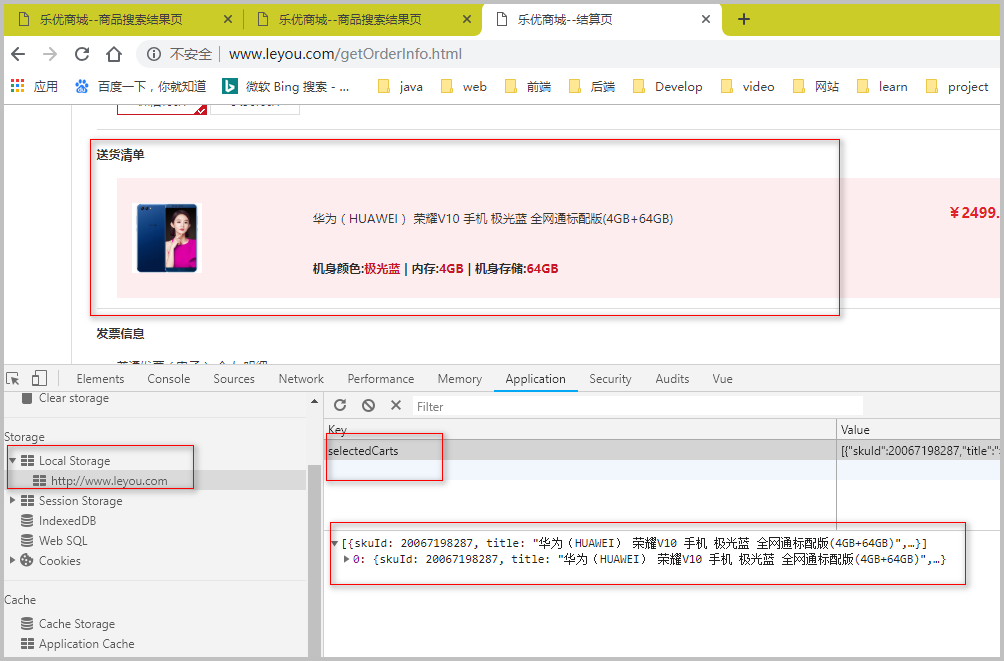 乐优商城--商品搜索结果页
乐优商城--商品搜索结果页
乐优商城--结算页
不安全
www.leyou.com/getOrderInfo.html
应用
百度一下,你就知道
微软 Bing 搜索 - ...
java
web
前端
后端
Develop
video
网站
learn
project
送货清单
华为(HUAWEI) 荣耀V10 手机 极光蓝 全网通标配版(4GB+64GB)
¥2499.
机身颜色:极光蓝 | 内存:4GB | 机身存储:64GB
发票信息
Elements
Console
Sources
Network
Performance
Memory
Application
Security
Audits
Vue
Clear storage
Filter
Storage
Key
Value
Local Storage
selectedCarts
[{"skuId":20067198287,"title":"
http://www.leyou.com
Session Storage
IndexedDB
Web SQL
Cookies
[{skuId: 20067198287, title: "华为(HUAWEI) 荣耀V10 手机 极光蓝 全网通标配版(4GB+64GB)",…}]
0: {skuId: 20067198287, title: "华为(HUAWEI) 荣耀V10 手机 极光蓝 全网通标配版(4GB+64GB)",…}
Cache
Cache Storage
Application Cache